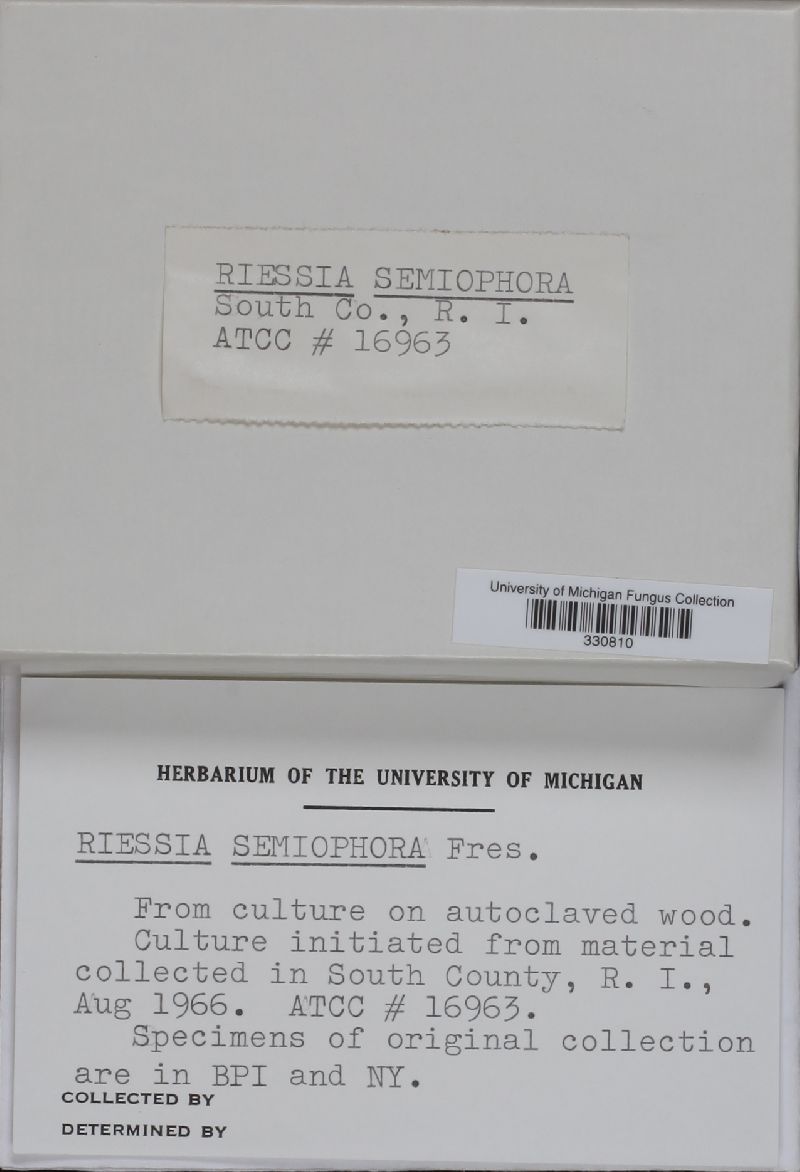 RIESSIA SEMIOPHORA
South Co., R. I.
ATCC # 16963
University of Michigan Fungus Collection
330810
HERBARIUM OF THE UNIVERSITY OF MICHIGAN
RIESSIA SEMIOPHORA Fres.
From culture on autoclaved wood.
Culture initiated from material
collected in South County, R. I.,
Aug 1966. ATCC # 16963.
Specimens of original collection
are in BPI and NY.
COLLECTED BY
DETERMINED BY